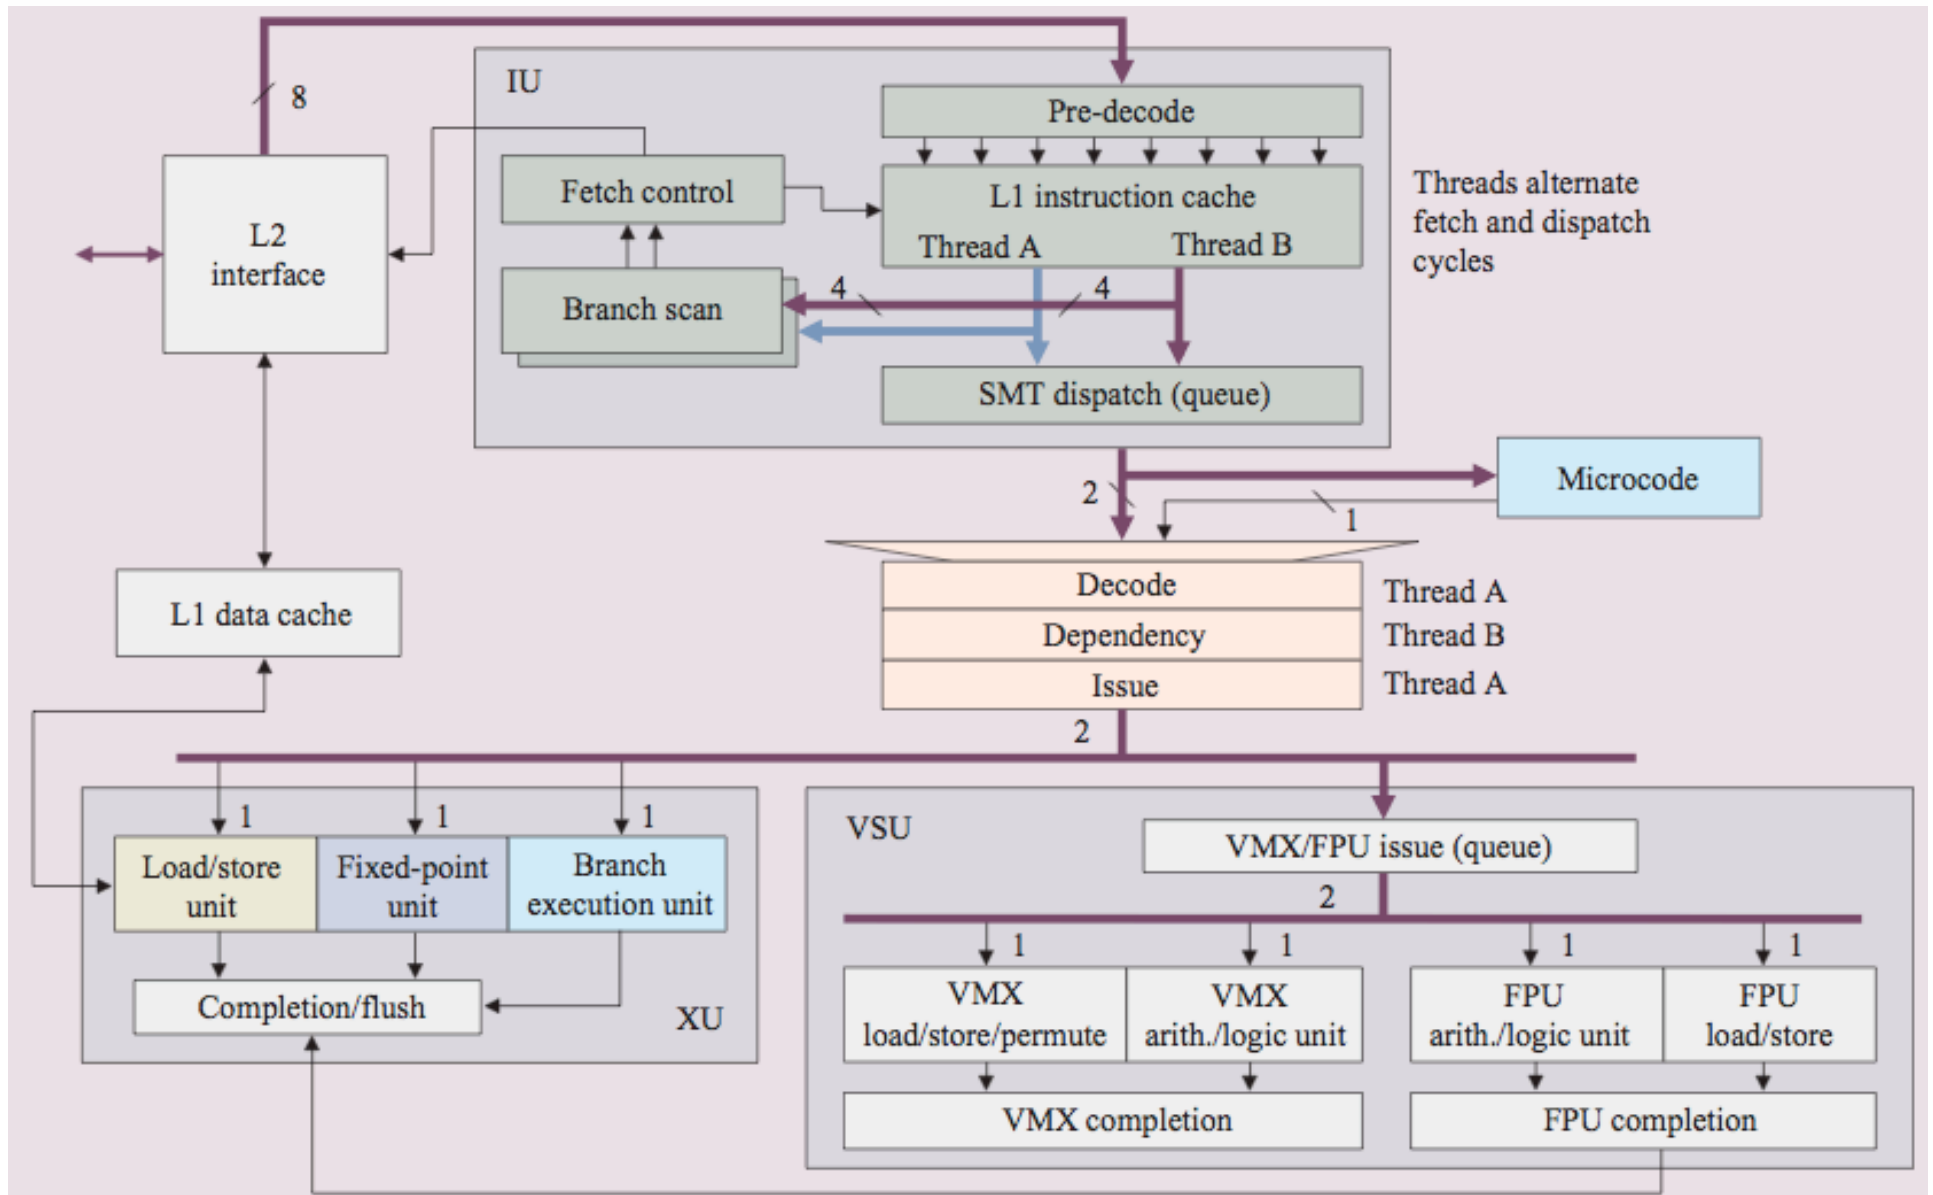 8
IU
Pre-decode
Fetch control
L1 instruction cache
Thread A
Thread B
Threads alternate
fetch and dispatch
cycles
L2
interface
Branch scan
4
4
SMT dispatch (queue)
Microcode
2
1
Decode
Thread A
Dependency
Thread B
Issue
Thread A
L1 data cache
2
1
1
1
Load/store
unit
Fixed-point
unit
Branch
execution unit
Completion/flush
XU
VSU
VMX/FPU issue (queue)
2
1
1
1
1
VMX
load/store/permute
VMX
arith./logic unit
FPU
arith./logic unit
FPU
load/store
VMX completion
FPU completion